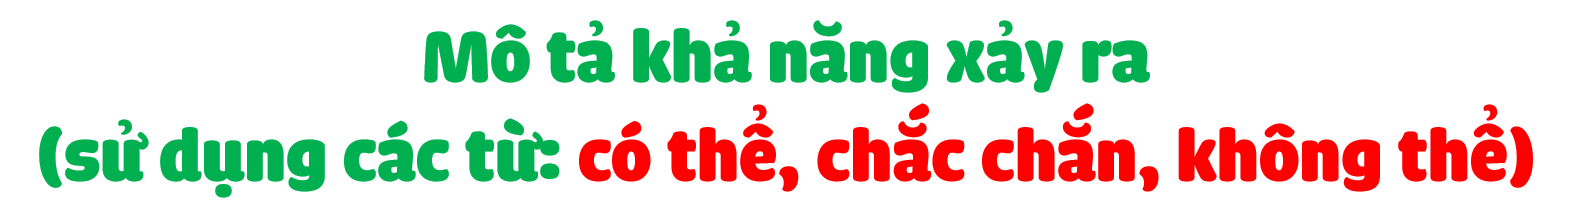 Mô tả khả năng xảy ra
(sử dụng các từ: có thể, chắc chắn, không thể)